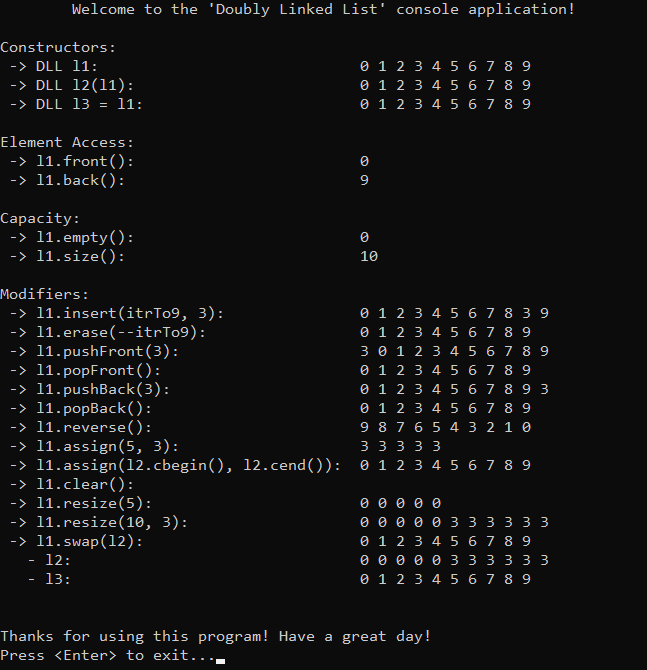 Welcome to the 'Doubly Linked List' console application!
Constructors:
-> DLL l1: 0 1 2 3 4 5 6 7 8 9
-> DLL l2(l1): 0 1 2 3 4 5 6 7 8 9
-> DLL l3 = l1: 0 1 2 3 4 5 6 7 8 9
Element Access:
-> l1.front(): 0
-> l1.back(): 9
Capacity:
-> l1.empty(): 0
-> l1.size(): 10
Modifiers:
-> l1.insert(itrTo9, 3): 0 1 2 3 4 5 6 7 8 3 9
-> l1.erase(--itrTo9): 0 1 2 3 4 5 6 7 8 9
-> l1.pushFront(3): 3 0 1 2 3 4 5 6 7 8 9
-> l1.popFront(): 0 1 2 3 4 5 6 7 8 9
-> l1.pushBack(3): 0 1 2 3 4 5 6 7 8 9 3
-> l1.popBack(): 0 1 2 3 4 5 6 7 8 9
-> l1.reverse(): 9 8 7 6 5 4 3 2 1 0
-> l1.assign(5, 3): 3 3 3 3 3
-> l1.assign(l2.cbegin(), l2.cend()): 0 1 2 3 4 5 6 7 8 9
-> l1.clear():
-> l1.resize(5): 0 0 0 0 0
-> l1.resize(10, 3): 0 0 0 0 0 3 3 3 3 3 3
-> l1.swap(l2): 0 1 2 3 4 5 6 7 8 9
- l2: 0 0 0 0 0 3 3 3 3 3 3
- l3: 0 1 2 3 4 5 6 7 8 9
Thanks for using this program! Have a great day!
Press <Enter> to exit..._